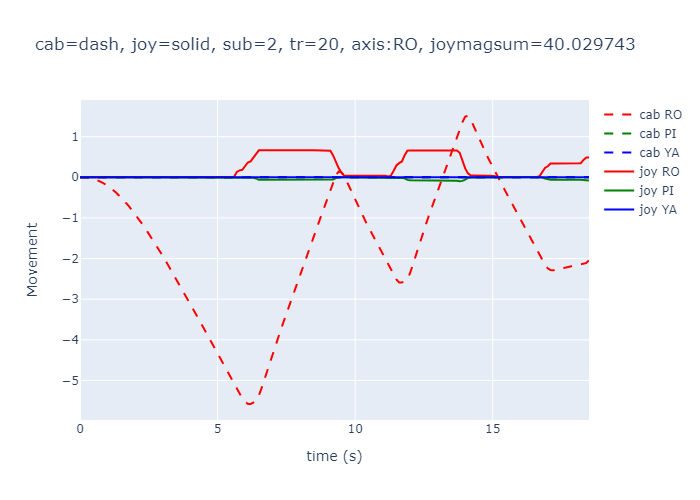 cab=dash, joy=solid, sub=2, tr=20, axis:RO, joymagsum=40.029743
cab RO
cab PI
cab YA
joy RO
joy PI
joy YA
Movement
1
0
−1
−2
−3
−4
−5
0
5
10
15
time (s)